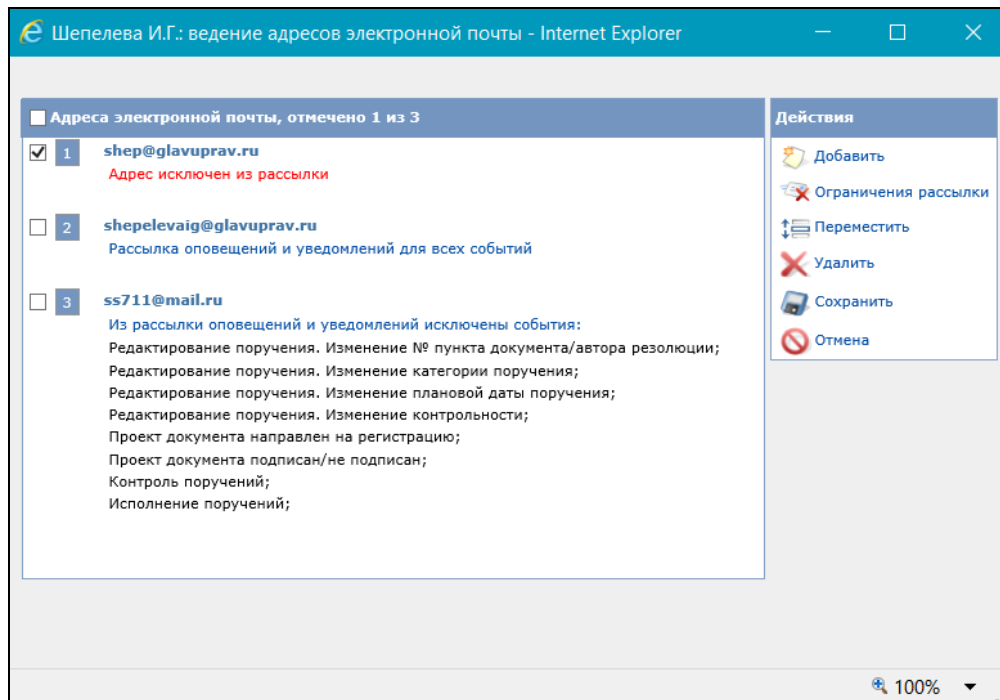 Шепелева И.Г.: ведение адресов электронной почты - Internet Explorer
Адреса электронной почты, отмечено 1 из 3
1 shep@glavuprav.ru
Адрес исключен из рассылки
2 shepelevaig@glavuprav.ru
Рассылка оповещений и уведомлений для всех событий
3 ss711@mail.ru
Из рассылки оповещений и уведомлений исключены события:
Редактирование поручения. Изменение № пункта документа/автора резолюции;
Редактирование поручения. Изменение категории поручения;
Редактирование поручения. Изменение плановой даты поручения;
Редактирование поручения. Изменение контрольности;
Проект документа направлен на регистрацию;
Проект документа подписан/не подписан;
Контроль поручений;
Исполнение поручений;
Действия
Добавить
Ограничения рассылки
Переместить
Удалить
Сохранить
Отмена
100%